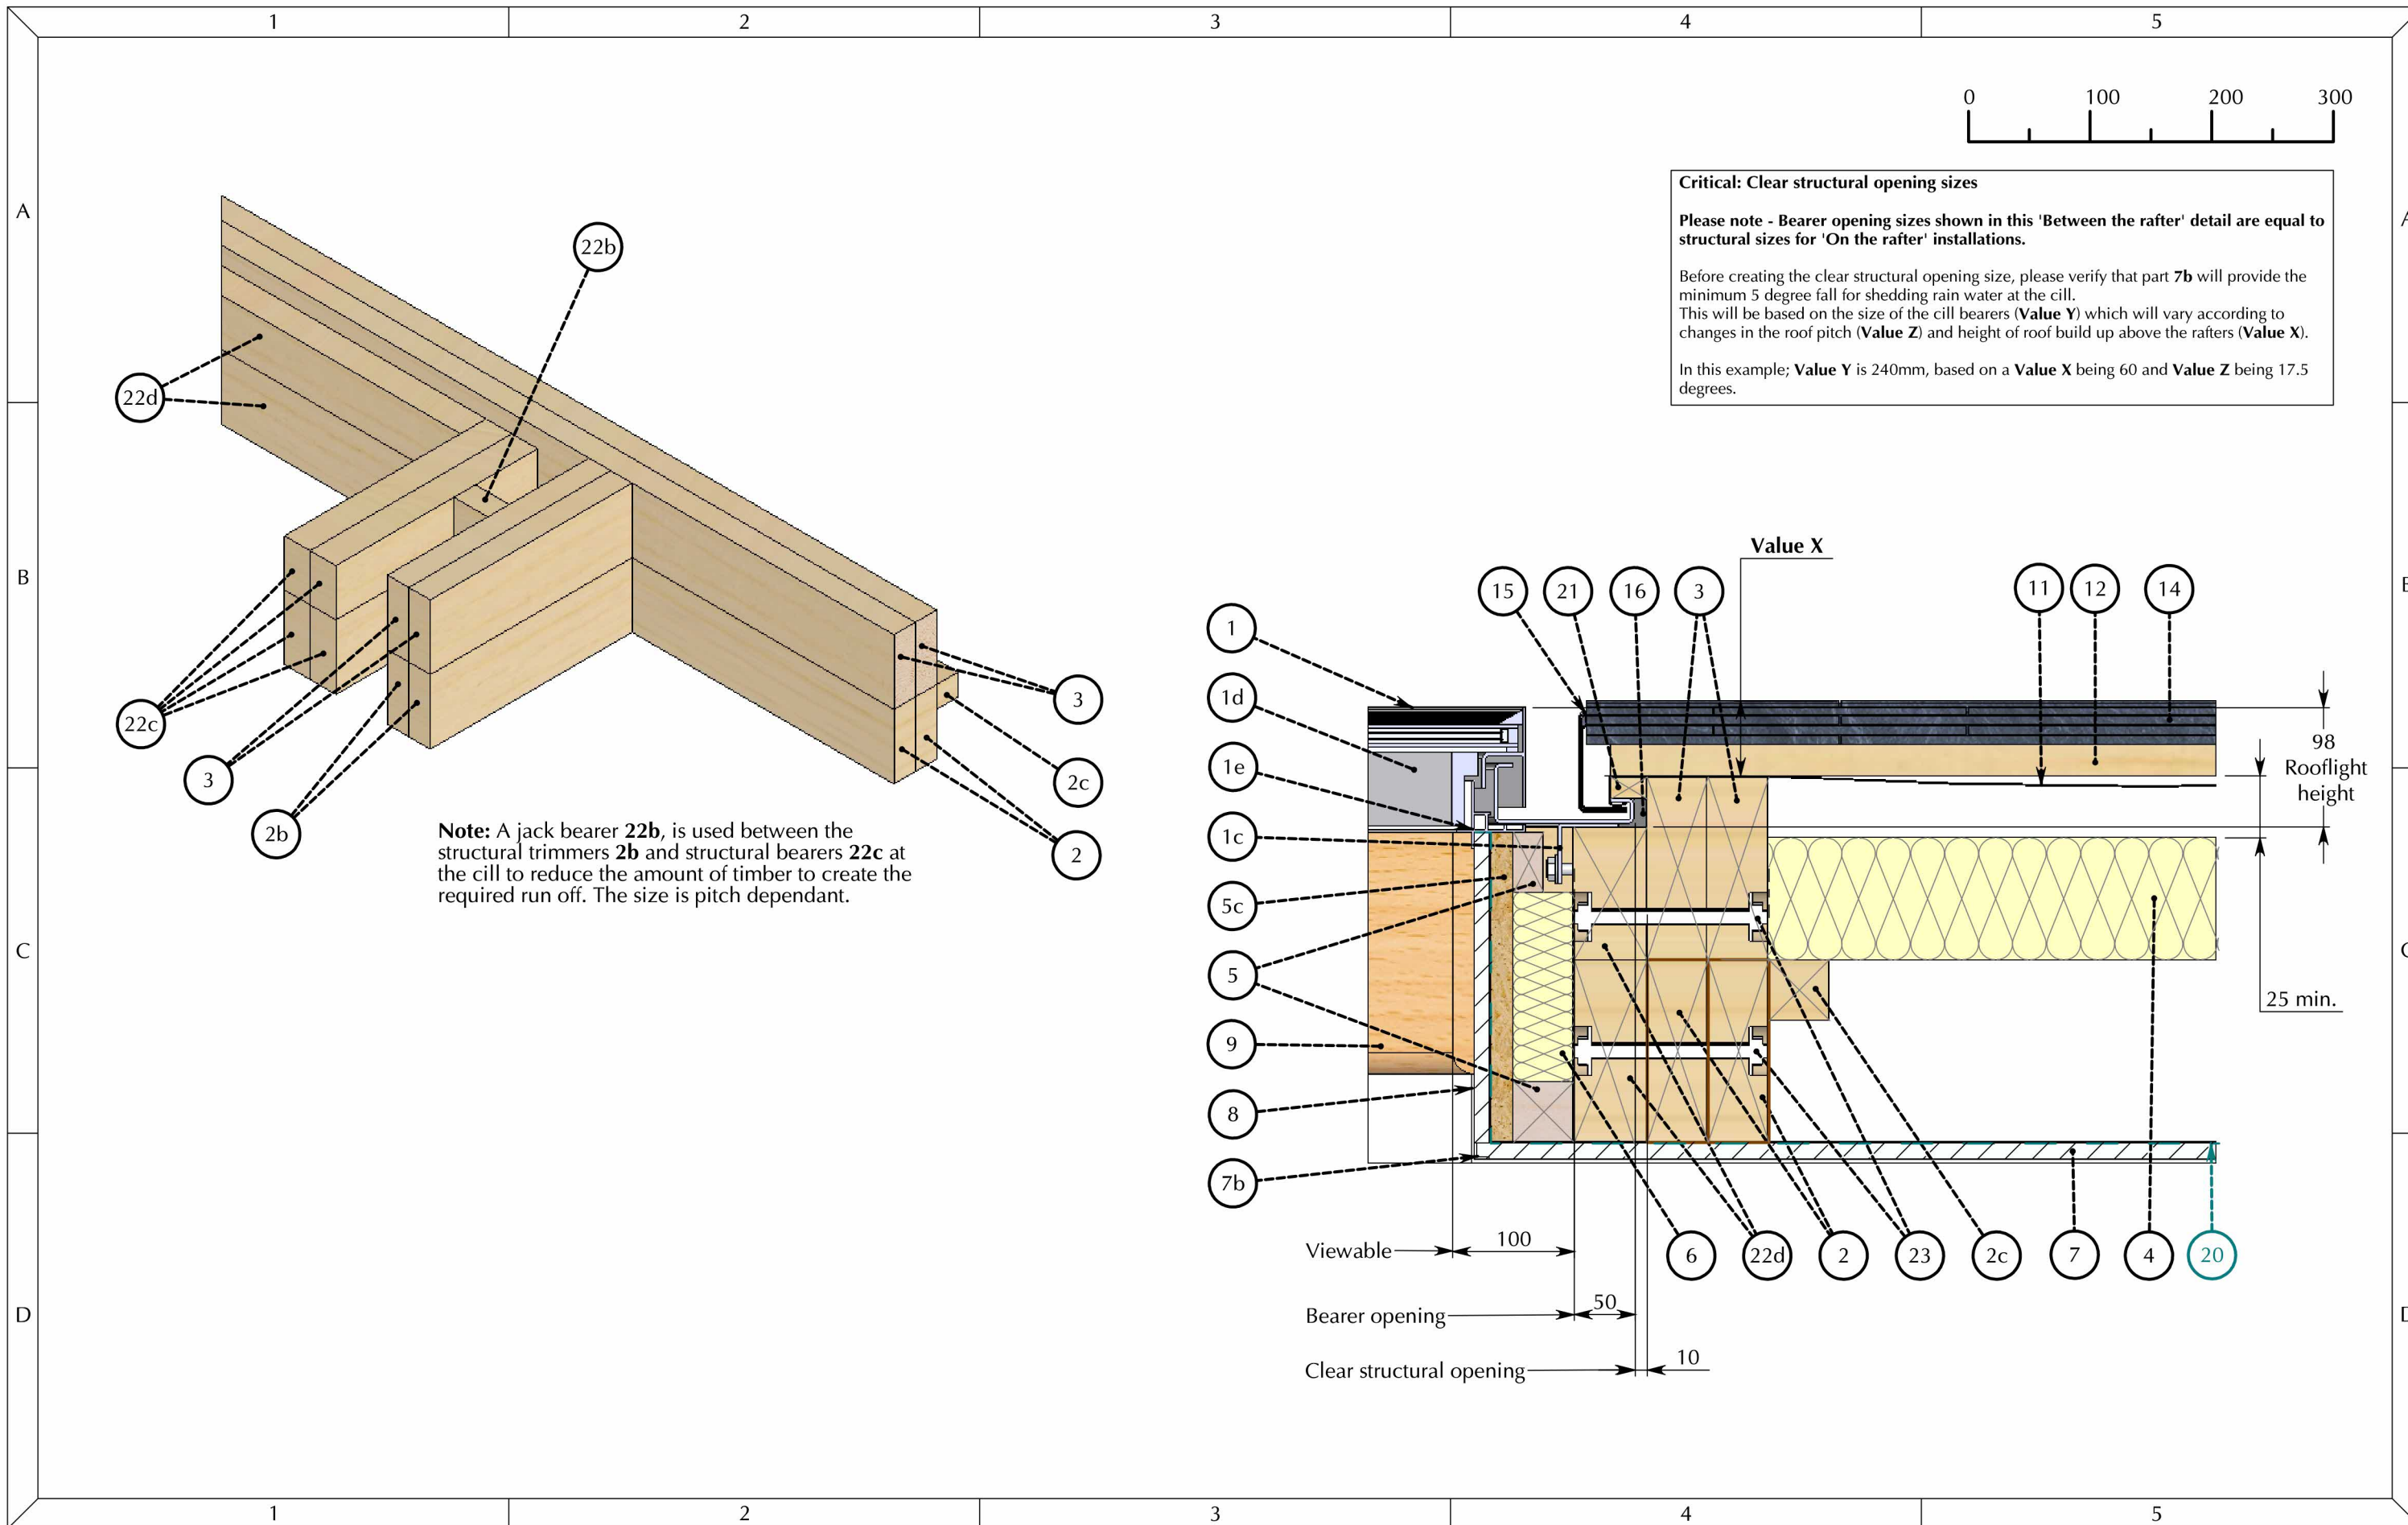 1 2 3 4 5
0 100 200 300
Critical: Clear structural opening sizes
Please note - Bearer opening sizes shown in this 'Between the rafter' detail are equal to
structural sizes for 'On the rafter' installations.
Before creating the clear structural opening size, please verify that part 7b will provide the
minimum 5 degree fall for shedding rain water at the cill.
This will be based on the size of the cill bearers (Value Y) which will vary according to
changes in the roof pitch (Value Z) and height of roof build up above the rafters (Value X).
In this example; Value Y is 240mm, based on a Value X being 60 and Value Z being 17.5
degrees.
A
B
C
D
22b
22d
22c
3
2b
3
2c
2
Note: A jack bearer 22b, is used between the
structural trimmers 2b and structural bearers 22c at
the cill to reduce the amount of timber to create the
required run off. The size is pitch dependant.
Value X
15 21 16 3 11 12 14
1
1d
1e
1c
5c
5
9
8
7b
98
Rooflight
height
25 min.
6 22d 2 23 2c 7 4 20
Viewable 100
Bearer opening 50
Clear structural opening 10
1 2 3 4 5